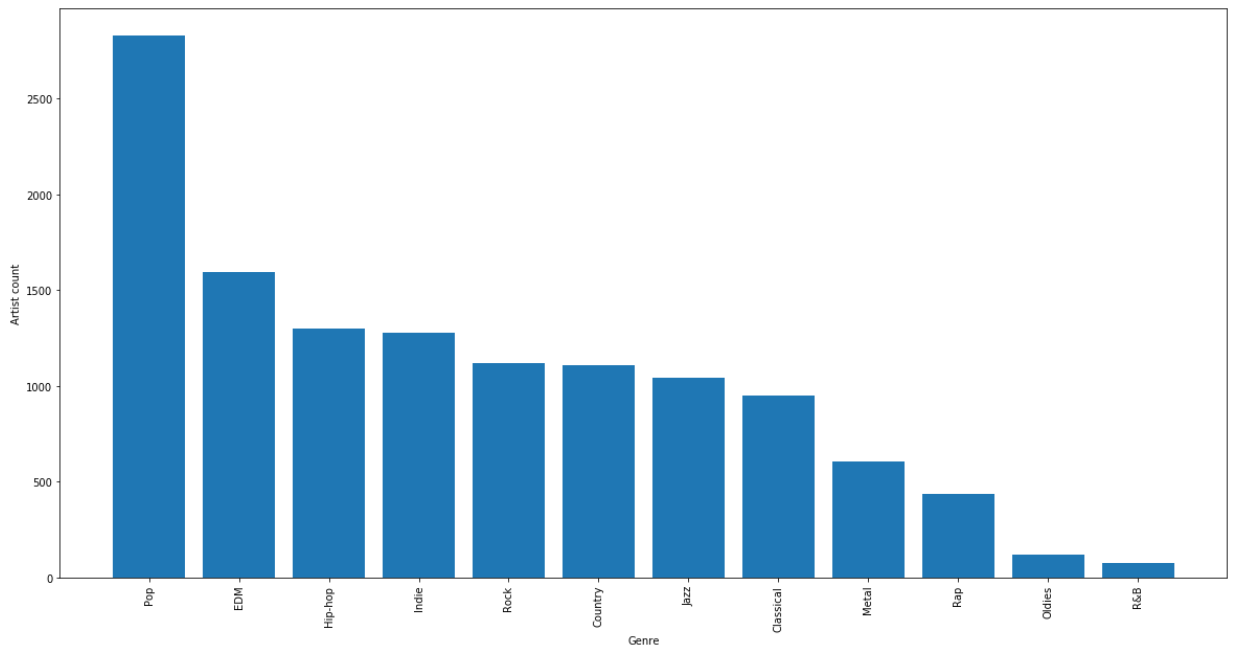 2500
2000
1500
1000
500
0
Artist count
Pop
EDM
Hip-hop
Indie
Rock
Country
Jazz
Classical
Metal
Rap
Oldies
R&B
Genre